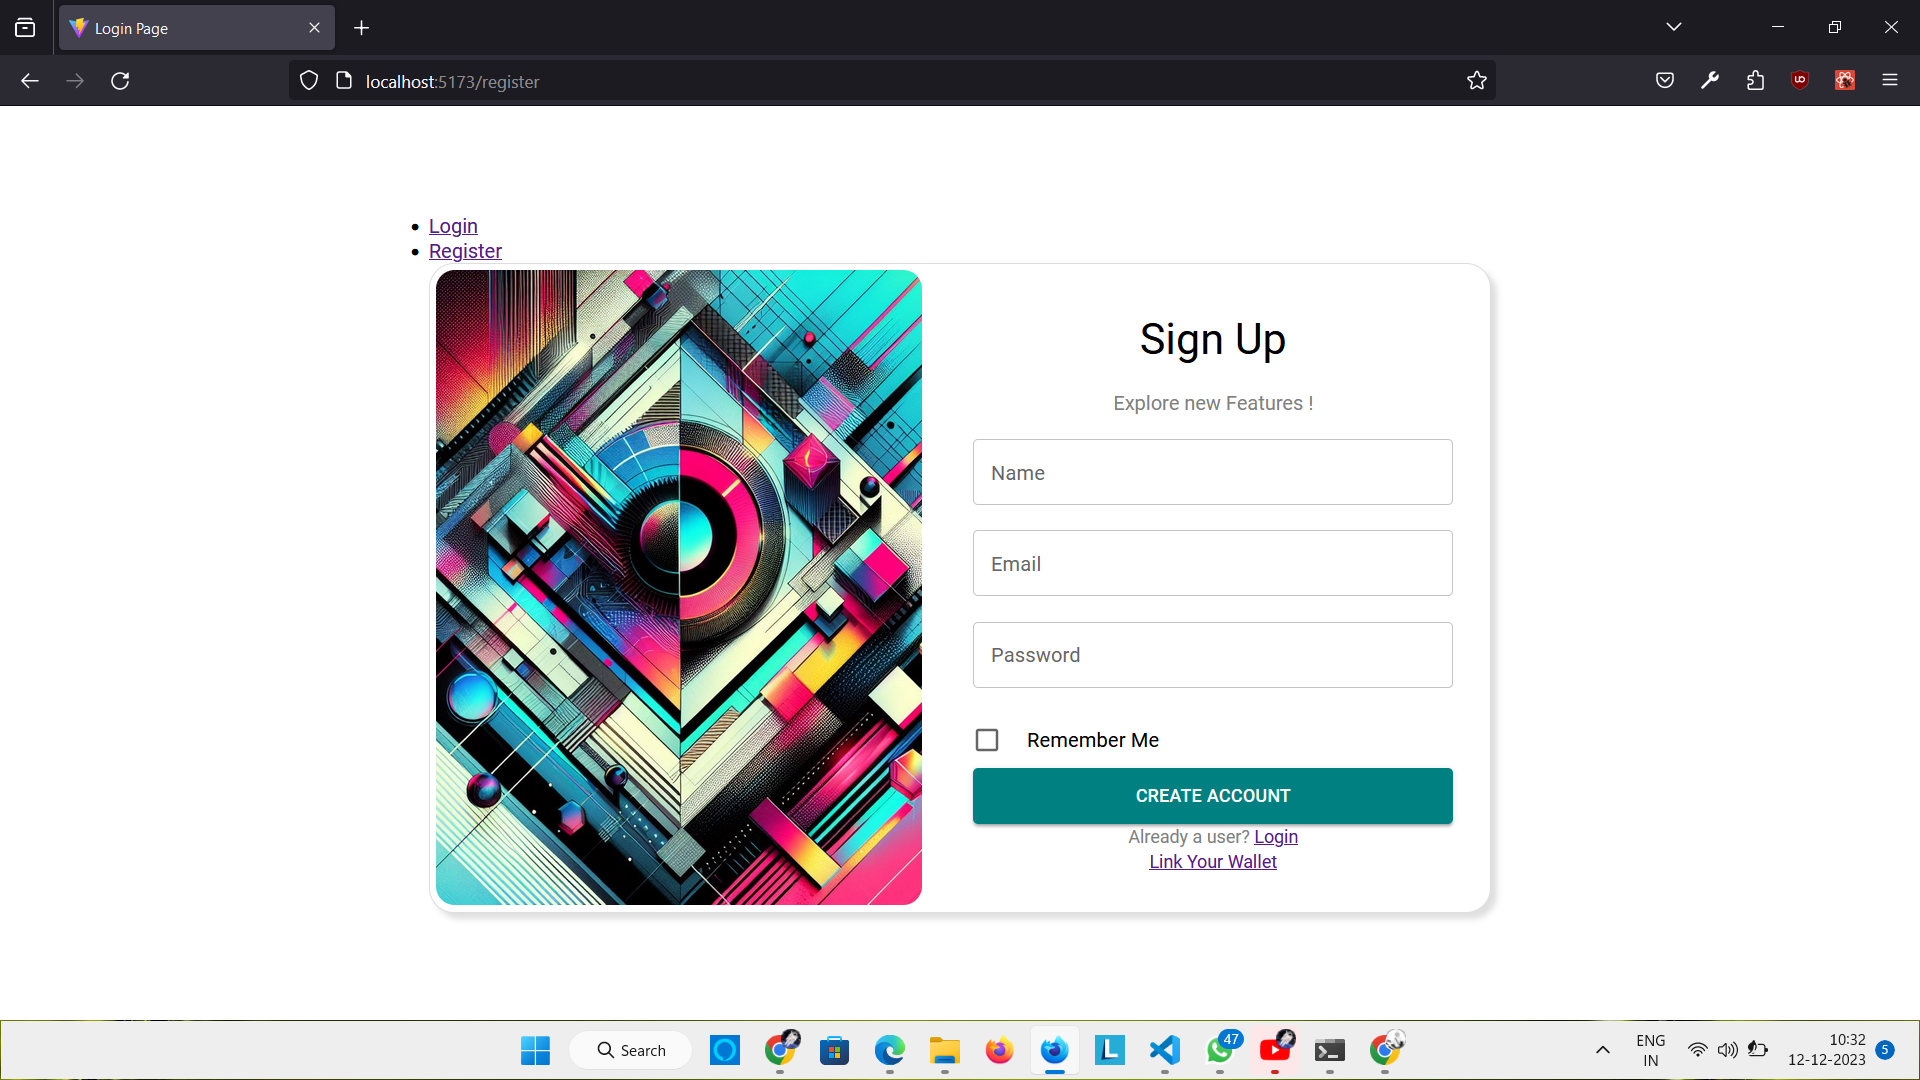 Login Page
localhost:5173/register
Login
Register
Sign Up
Explore new Features !
Name
Email
Password
Remember Me
CREATE ACCOUNT
Already a user? Login
Link Your Wallet
Search
47
ENG
IN
10:32
12-12-2023
5